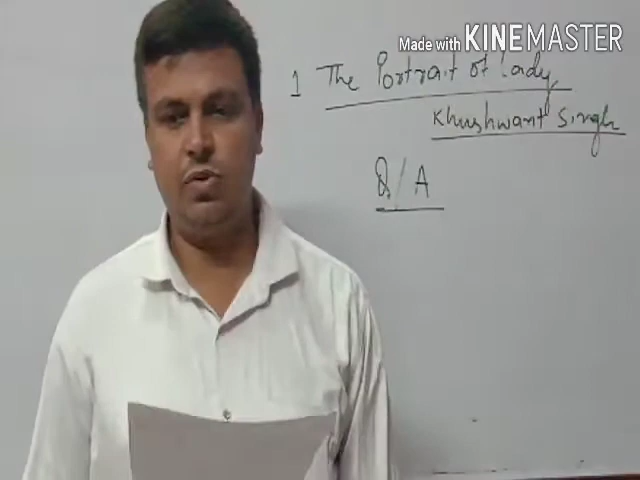 Made with KINEMASTER
1 The Portrait of Lady
Khushwant Singh
Q/A